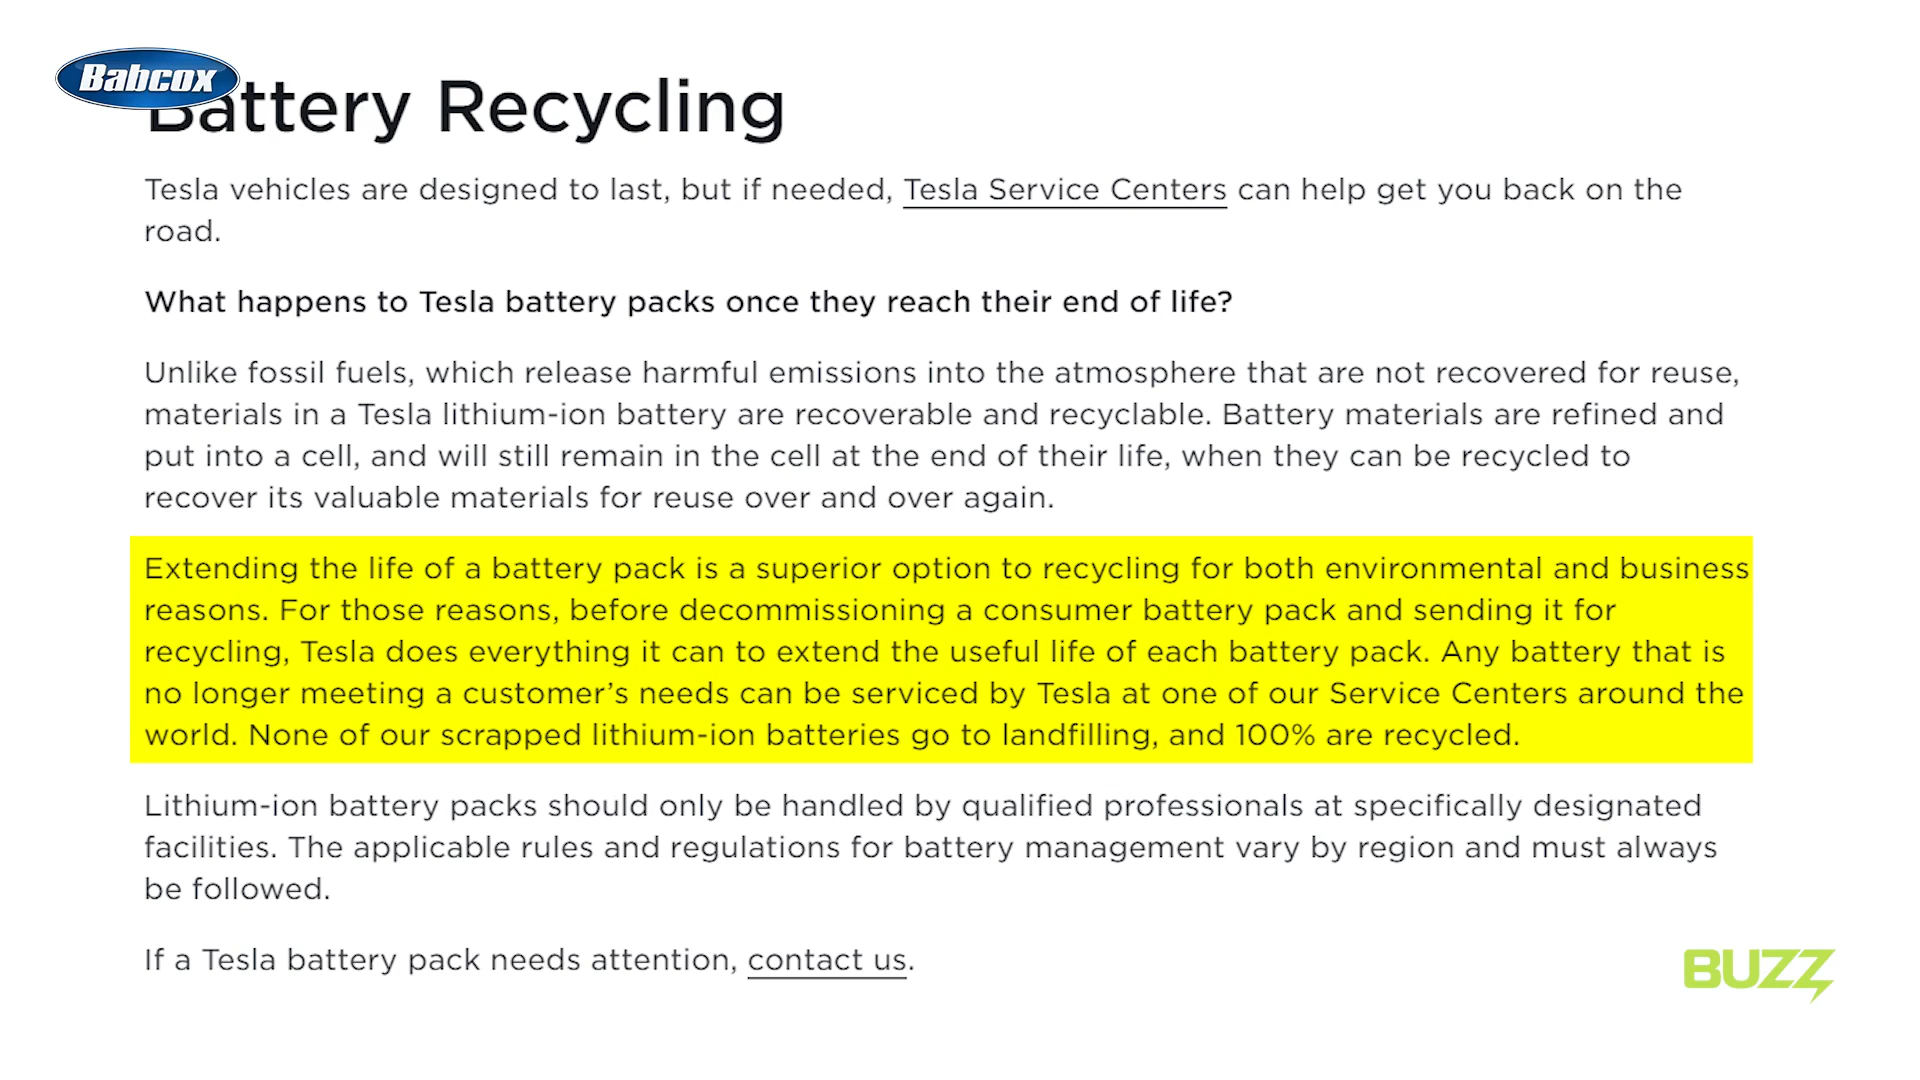 Babcox
Battery Recycling
Tesla vehicles are designed to last, but if needed, Tesla Service Centers can help get you back on the
road.
What happens to Tesla battery packs once they reach their end of life?
Unlike fossil fuels, which release harmful emissions into the atmosphere that are not recovered for reuse,
materials in a Tesla lithium-ion battery are recoverable and recyclable. Battery materials are refined and
put into a cell, and will still remain in the cell at the end of their life, when they can be recycled to
recover its valuable materials for reuse over and over again.
Extending the life of a battery pack is a superior option to recycling for both environmental and business
reasons. For those reasons, before decommissioning a consumer battery pack and sending it for
recycling, Tesla does everything it can to extend the useful life of each battery pack. Any battery that is
no longer meeting a customer’s needs can be serviced by Tesla at one of our Service Centers around the
world. None of our scrapped lithium-ion batteries go to landfilling, and 100% are recycled.
Lithium-ion battery packs should only be handled by qualified professionals at specifically designated
facilities. The applicable rules and regulations for battery management vary by region and must always
be followed.
If a Tesla battery pack needs attention, contact us.
BUZZ